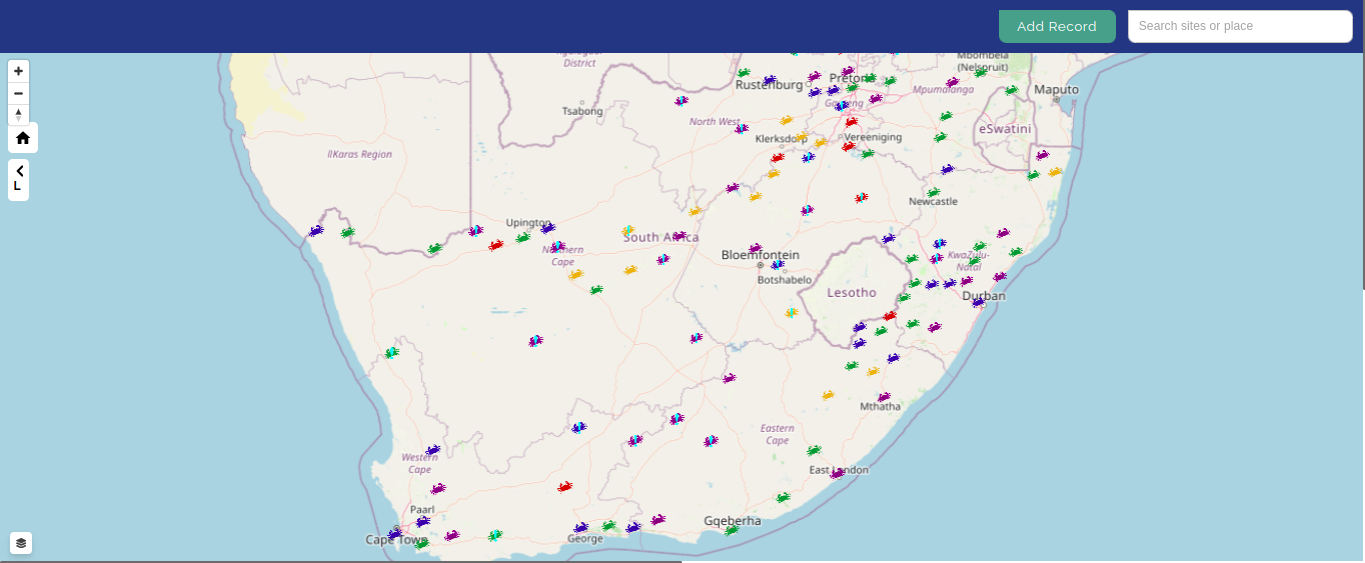 Add Record
Search sites or place
District
Mbombela
(Nelspruit)
Rustenburg
Pretoria
Mpumalanga
Maputo
Tsabong
Gauteng
North West
eSwatini
Klerksdorp
Vereeniging
IIKaras Region
Newcastle
Upington
South Africa
Northern
Cape
Bloemfontein
KwaZulu-
Natal
Botshabelo
Lesotho
Durban
Mthatha
Eastern
Cape
Western
Cape
East London
Paarl
Gqeberha
Cape Town
George
L